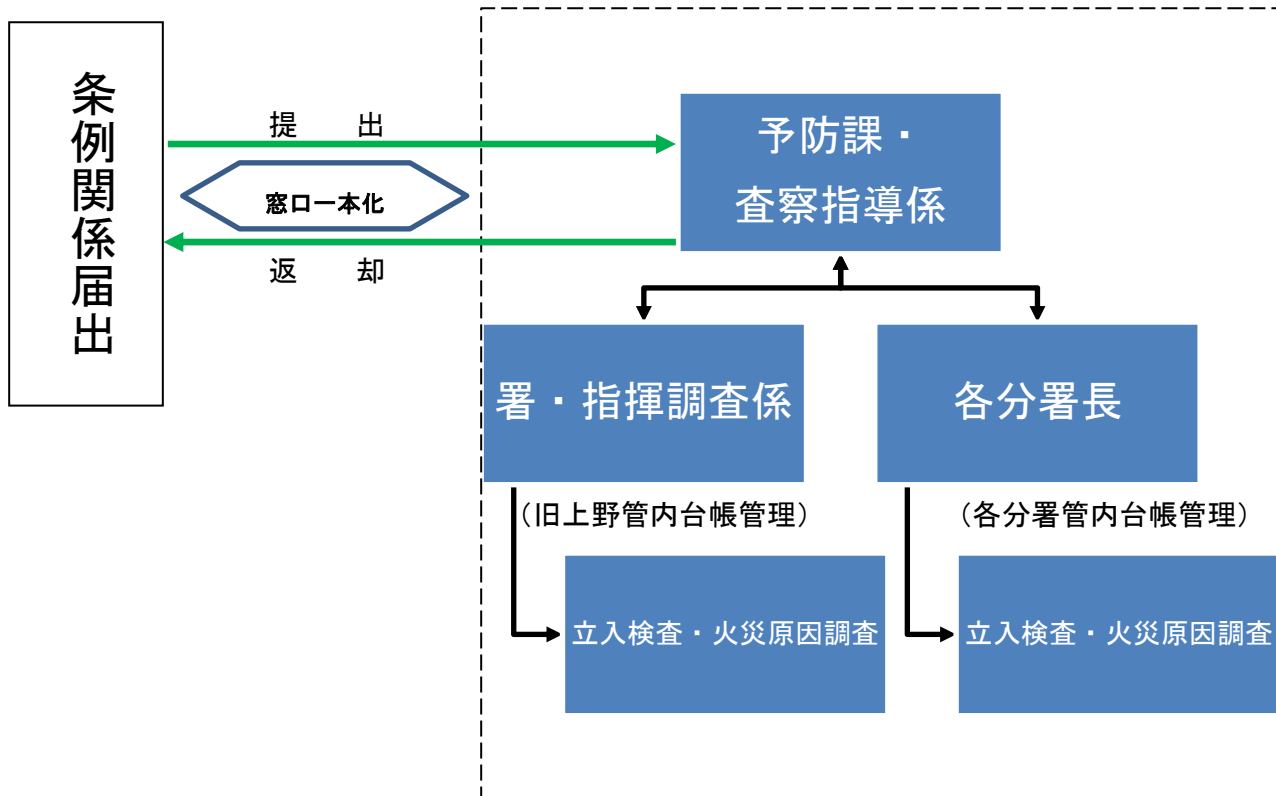 条例関係届出
提　出
窓口一本化
返　却
予防課・
査察指導係
署・指揮調査係
各分署長
（旧上野管内台帳管理）
（各分署管内台帳管理）
立入検査・火災原因調査
立入検査・火災原因調査